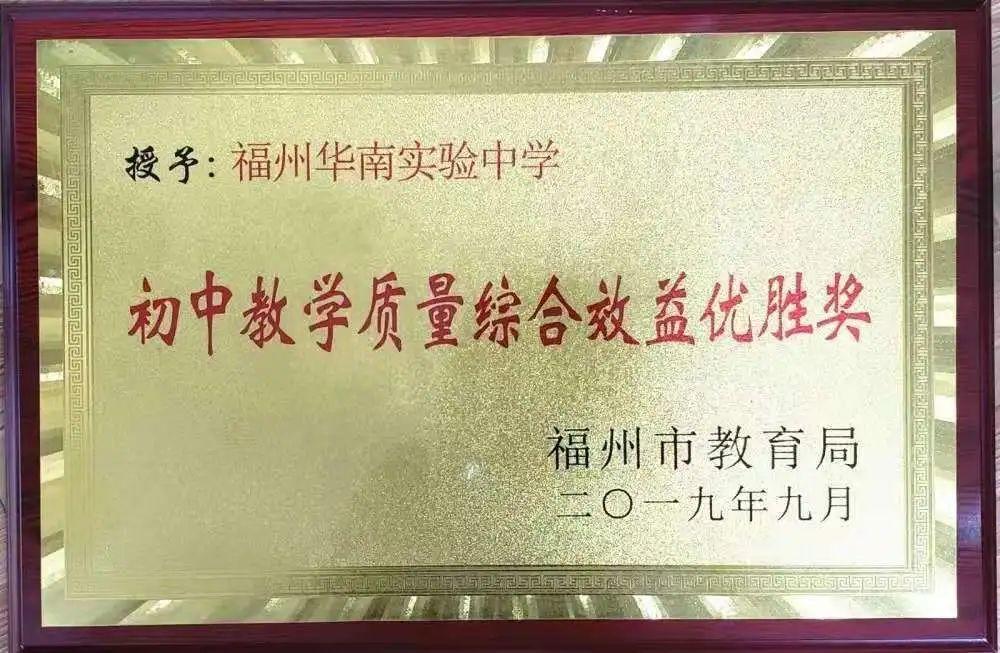 授予：福州华南实验中学
初中教学质量综合效益优胜奖
福州市教育局
二〇一九年九月